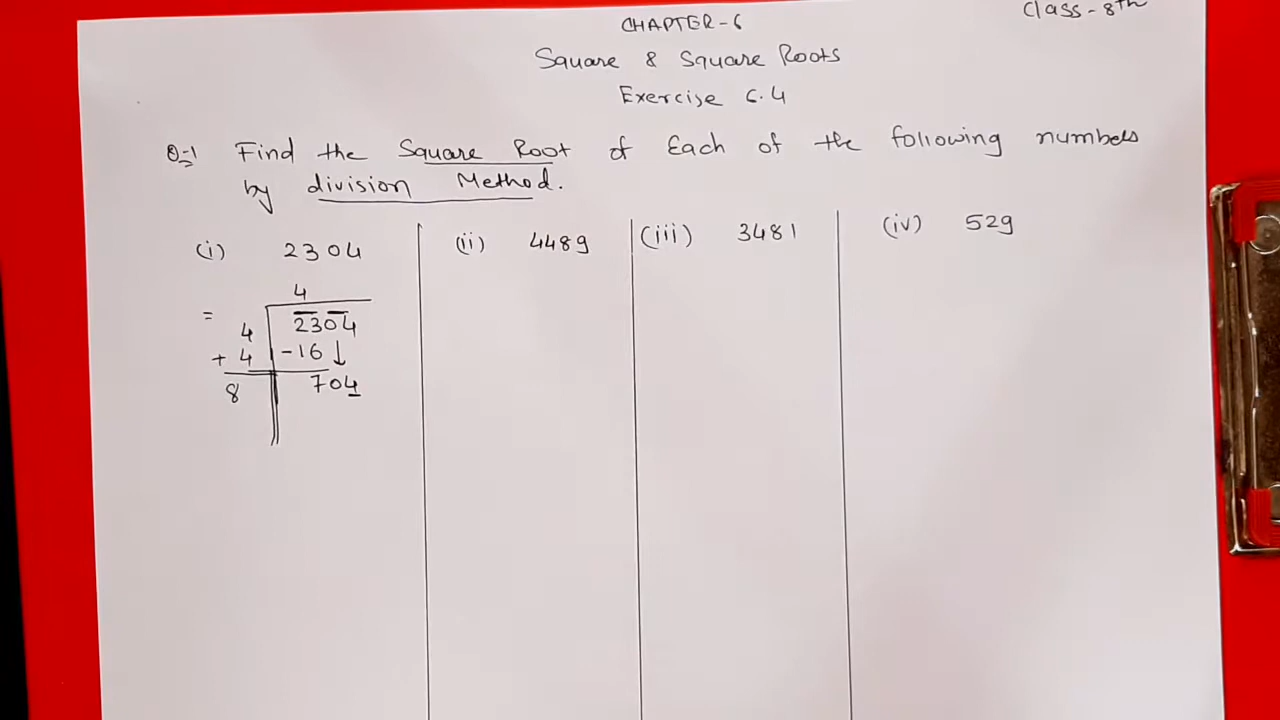 Class-8th
CHAPTER-6
Square & Square Roots
Exercise 6.4
Q-1 Find the Square Root of Each of the following numbers
by division Method.
(i) 2304
(ii) 4489
(iii) 3481
(iv) 529
4
= 4 2304
+ 4 -16 ↓
8 704